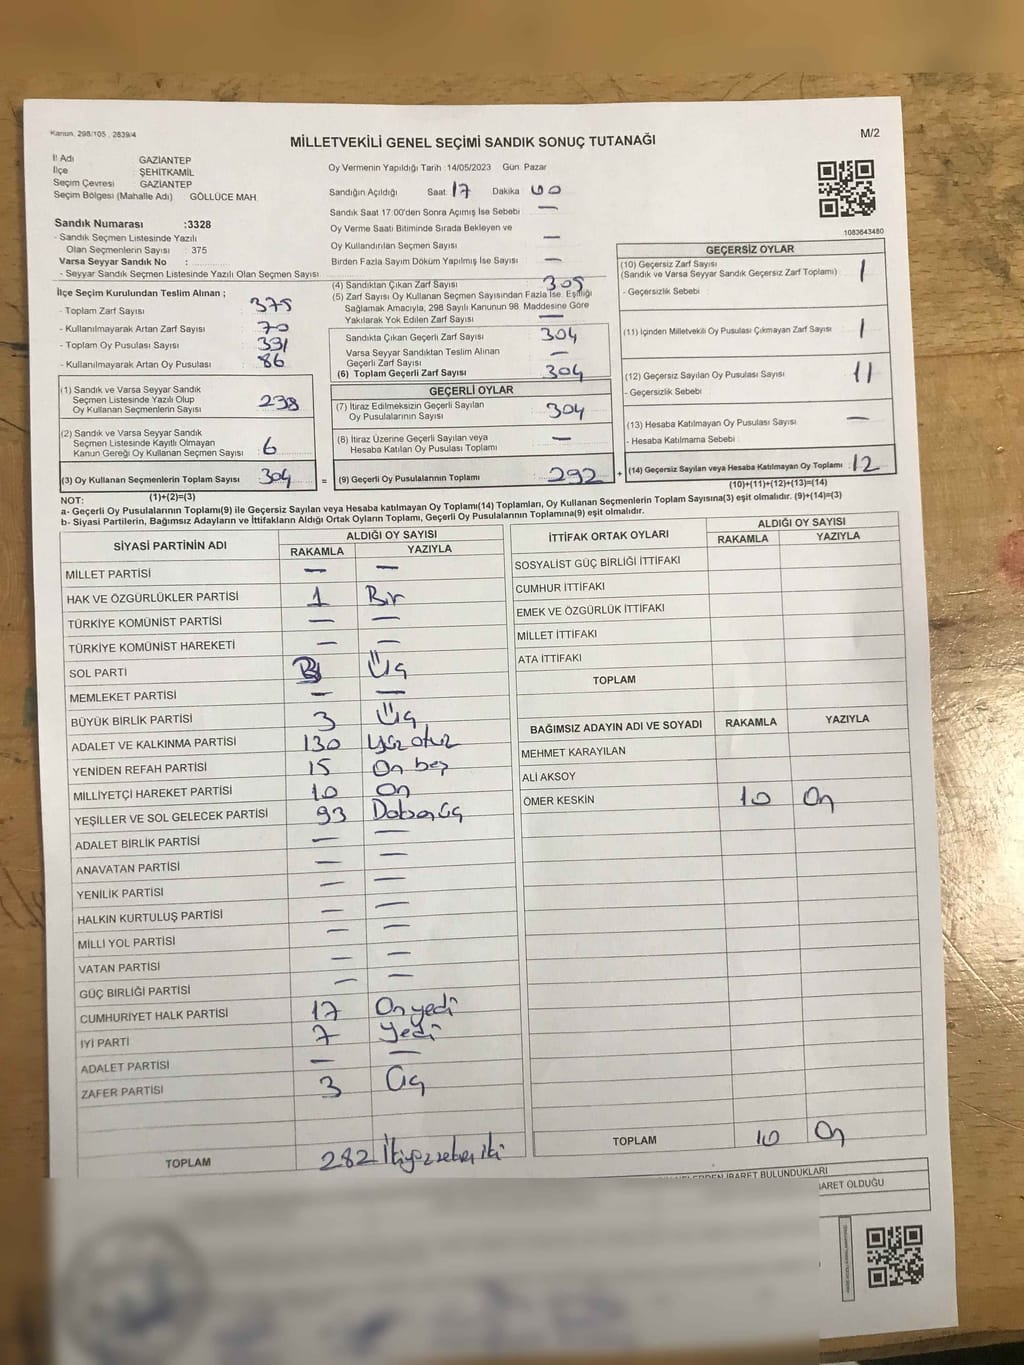 Kanun, 298/105 , 2839/4
M/2
MİLLETVEKİLİ GENEL SEÇİMİ SANDIK SONUÇ TUTANAĞI
İl Adı GAZİANTEP
İlçe : ŞEHİTKAMİL
Seçim Çevresi GAZİANTEP
Seçim Bölgesi (Mahalle Adı) GÖLLÜCE MAH
Sandık Numarası :3328
- Sandık Seçmen Listesinde Yazılı
Olan Seçmenlerin Sayısı : 375
Varsa Seyyar Sandık No :
- Seyyar Sandık Seçmen Listesinde Yazılı Olan Seçmen Sayısı
Oy Vermenin Yapıldığı Tarih :14/05/2023 Gün: Pazar
Sandığın Açıldığı Saat: 17 Dakika 00
Sandık Saat 17:00'den Sonra Açımış İse Sebebi —
Oy Verme Saati Bitiminde Sırada Bekleyen ve
Oy Kullandırılan Seçmen Sayısı —
Birden Fazla Sayım Döküm Yapılmış İse Sayısı —
1083643480
İlçe Seçim Kurulundan Teslim Alınan ;
- Toplam Zarf Sayısı 375
- Kullanılmayarak Artan Zarf Sayısı 70
- Toplam Oy Pusulası Sayısı 391
- Kullanılmayarak Artan Oy Pusulası 86
(1) Sandık ve Varsa Seyyar Sandık
Seçmen Listesinde Yazılı Olup
Oy Kullanan Seçmenlerin Sayısı 298
(2) Sandık ve Varsa Seyyar Sandık
Seçmen Listesinde Kayıtlı Olmayan
Kanun Gereği Oy Kullanan Seçmen Sayısı 6
(3) Oy Kullanan Seçmenlerin Toplam Sayısı 304
(1)+(2)=(3)
(4) Sandıktan Çıkan Zarf Sayısı 305
(5) Zarf Sayısı Oy Kullanan Seçmen Sayısından Fazla İse, Eşitliği
Sağlamak Amacıyla, 298 Sayılı Kanunun 98. Maddesine Göre
Yakılarak Yok Edilen Zarf Sayısı —
Sandıkta Çıkan Geçerli Zarf Sayısı 304
Varsa Seyyar Sandıktan Teslim Alınan
Geçerli Zarf Sayısı —
(6) Toplam Geçerli Zarf Sayısı 304
GEÇERLİ OYLAR
(7) İtiraz Edilmeksizin Geçerli Sayılan
Oy Pusulalarının Sayısı 304
(8) İtiraz Üzerine Geçerli Sayılan veya
Hesaba Katılan Oy Pusulası Toplamı —
= (9) Geçerli Oy Pusulalarının Toplamı : 292 +
GEÇERSİZ OYLAR
(10) Geçersiz Zarf Sayısı
(Sandık ve Varsa Seyyar Sandık Geçersiz Zarf Toplamı) 1
- Geçersizlik Sebebi :
(11) İçinden Milletvekili Oy Pusulası Çıkmayan Zarf Sayısı 1
(12) Geçersiz Sayılan Oy Pusulası Sayısı 11
- Geçersizlik Sebebi
(13) Hesaba Katılmayan Oy Pusulası Sayısı —
- Hesaba Katılmama Sebebi
(14) Geçersiz Sayılan veya Hesaba Katılmayan Oy Toplamı : 12
(10)+(11)+(12)+(13)=(14)
NOT:
a- Geçerli Oy Pusulalarının Toplamı(9) ile Geçersiz Sayılan veya Hesaba katılmayan Oy Toplamı(14) Toplamları, Oy Kullanan Seçmenlerin Toplam Sayısına(3) eşit olmalıdır. (9)+(14)=(3)
b- Siyasi Partilerin, Bağımsız Adayların ve İttifakların Aldığı Ortak Oyların Toplamı, Geçerli Oy Pusulalarının Toplamına(9) eşit olmalıdır.
SİYASİ PARTİNİN ADI ALDIĞI OY SAYISI
RAKAMLA YAZIYLA
MİLLET PARTİSİ — —
HAK VE ÖZGÜRLÜKLER PARTİSİ 1 Bir
TÜRKİYE KOMÜNİST PARTİSİ — —
TÜRKİYE KOMÜNİST HAREKETİ — —
SOL PARTİ 3 Üç
MEMLEKET PARTİSİ — —
BÜYÜK BİRLİK PARTİSİ 3 Üç
ADALET VE KALKINMA PARTİSİ 130 yüz otuz
YENİDEN REFAH PARTİSİ 15 On beş
MİLLİYETÇİ HAREKET PARTİSİ 10 On
YEŞİLLER VE SOL GELECEK PARTİSİ 93 Doksanüç
ADALET BİRLİK PARTİSİ — —
ANAVATAN PARTİSİ — —
YENİLİK PARTİSİ — —
HALKIN KURTULUŞ PARTİSİ — —
MİLLİ YOL PARTİSİ — —
VATAN PARTİSİ — —
GÜÇ BİRLİĞİ PARTİSİ — —
CUMHURİYET HALK PARTİSİ 17 On yedi
İYİ PARTİ 7 Yedi
ADALET PARTİSİ — —
ZAFER PARTİSİ 3 Üç
TOPLAM 282 İkiyüzseksen iki
İTTİFAK ORTAK OYLARI ALDIĞI OY SAYISI
RAKAMLA YAZIYLA
SOSYALİST GÜÇ BİRLİĞİ İTTİFAKI
CUMHUR İTTİFAKI
EMEK VE ÖZGÜRLÜK İTTİFAKI
MİLLET İTTİFAKI
ATA İTTİFAKI
TOPLAM
BAĞIMSIZ ADAYIN ADI VE SOYADI RAKAMLA YAZIYLA
MEHMET KARAYILAN
ALİ AKSOY
ÖMER KESKİN 10 On
TOPLAM 10 On
İBARET BULUNDUKLARI
OLDUĞU